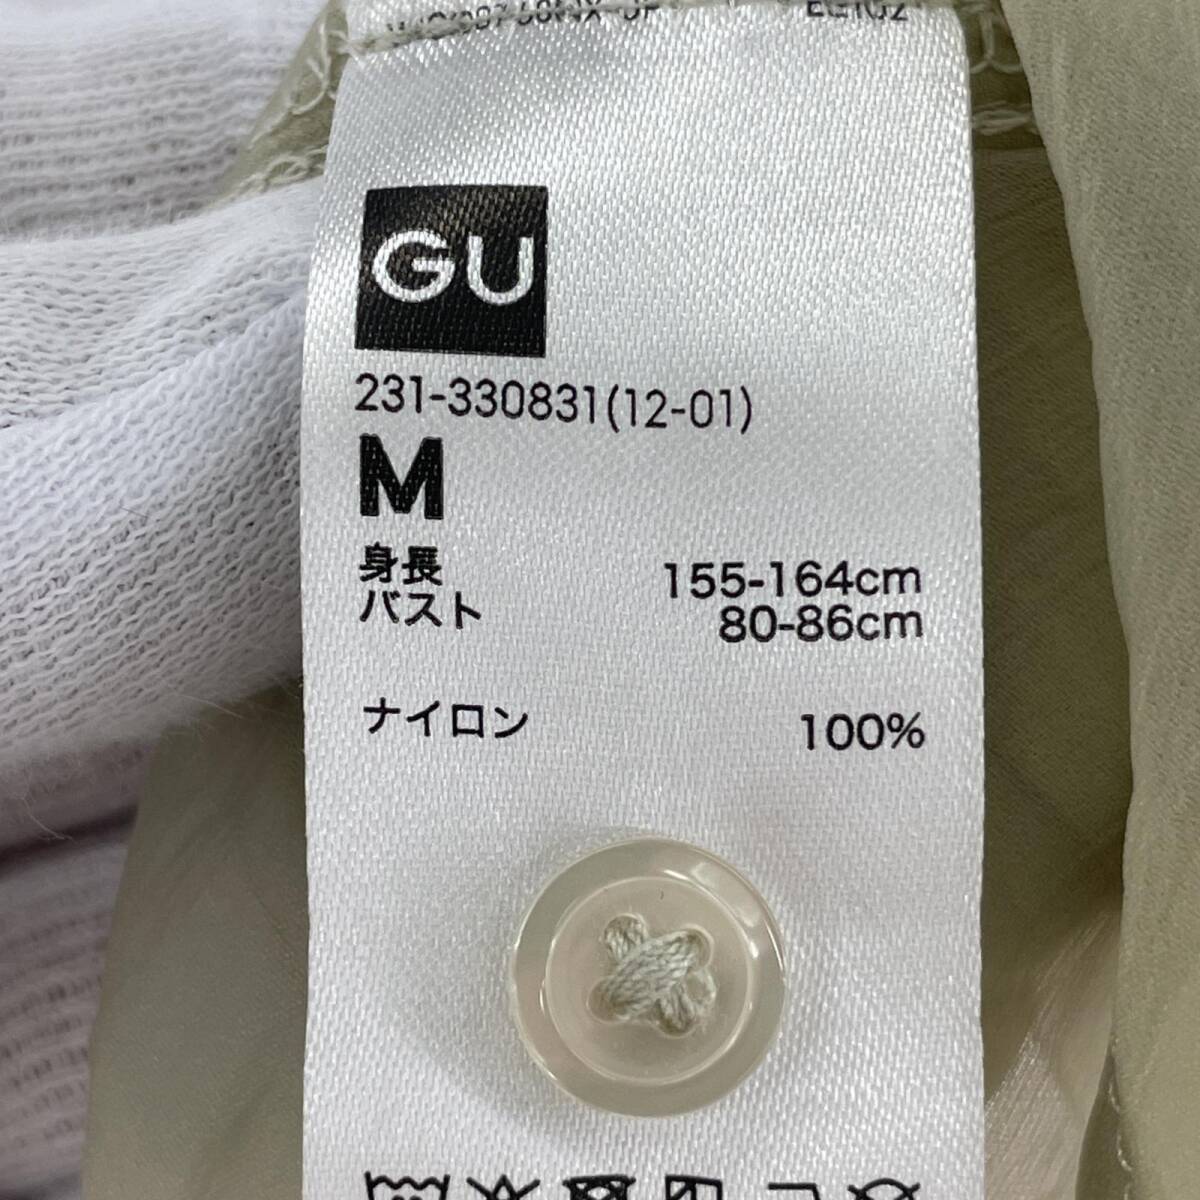 GU
231-330831(12-01)
M
身長 155-164cm
バスト 80-86cm
ナイロン 100%